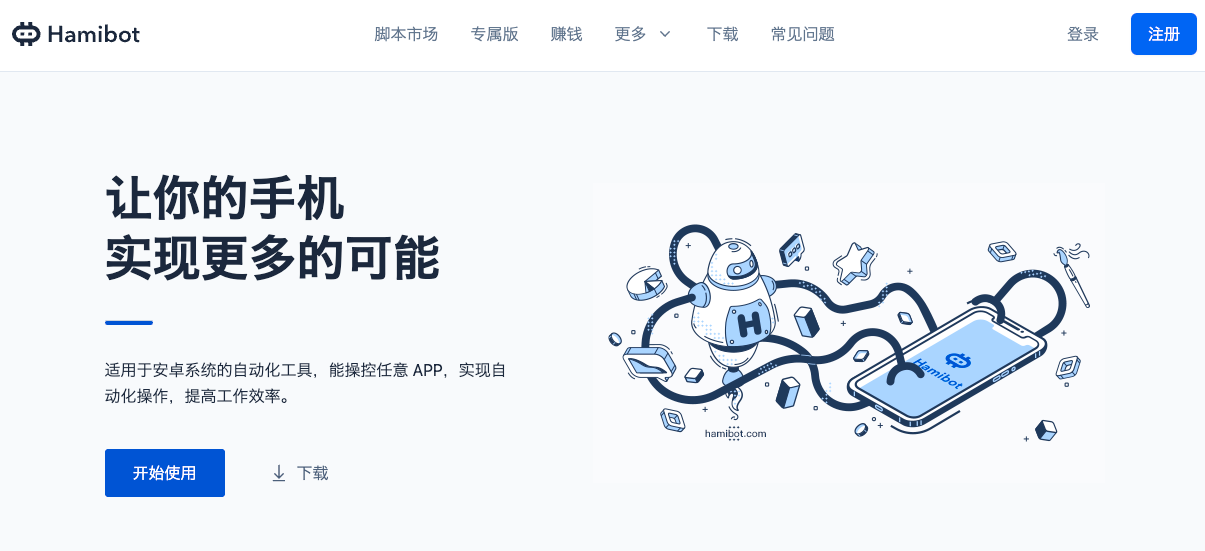 Hamibot
脚本市场
专属版
赚钱
更多
下载
常见问题
登录
注册
让你的手机
实现更多的可能
适用于安卓系统的自动化工具，能操控任意 APP，实现自
动化操作，提高工作效率。
开始使用
下载
H
Hamibot
hamibot.com